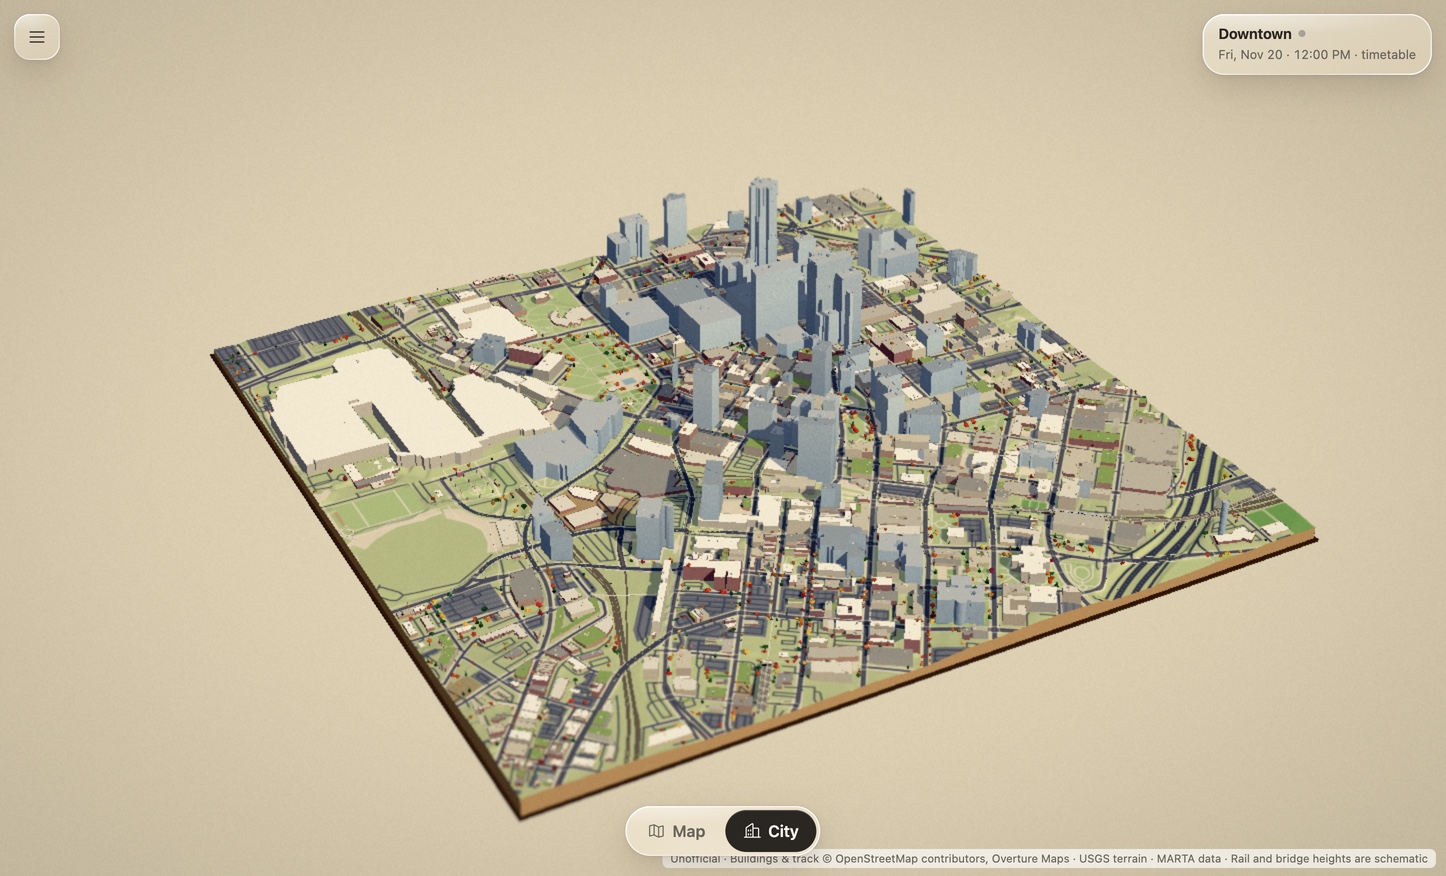 Downtown
Fri, Nov 20 · 12:00 PM · timetable
Map
City
Unofficial · Buildings & track © OpenStreetMap contributors, Overture Maps · USGS terrain · MARTA data · Rail and bridge heights are schematic